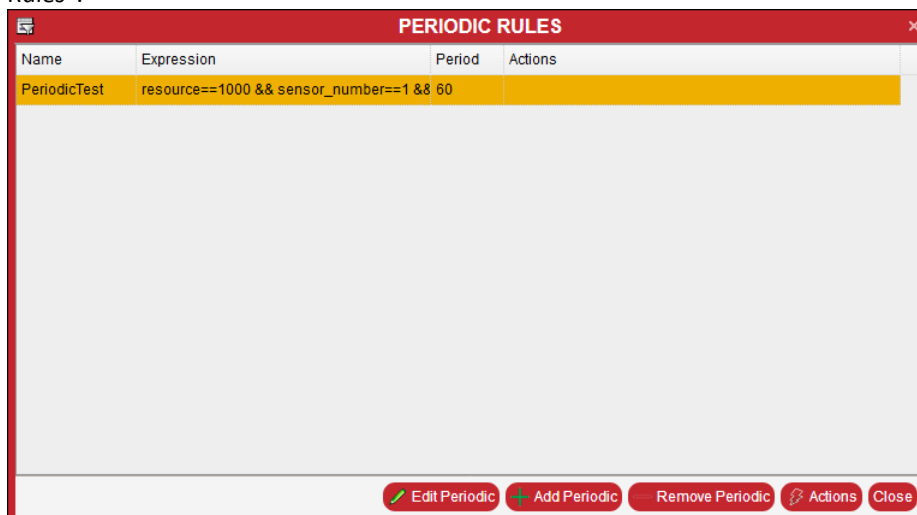 Rules".
PERIODIC RULES
Name Expression Period Actions
PeriodicTest resource==1000 && sensor_number==1 && 60
Edit Periodic Add Periodic Remove Periodic Actions Close